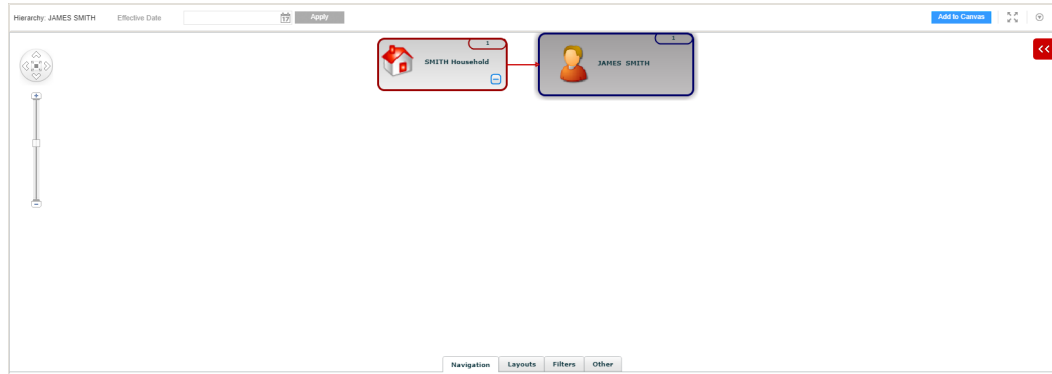 Hierarchy: JAMES SMITH Effective Date 17 Apply Add to Canvas
1 1
SMITH Household JAMES SMITH
Navigation Layouts Filters Other